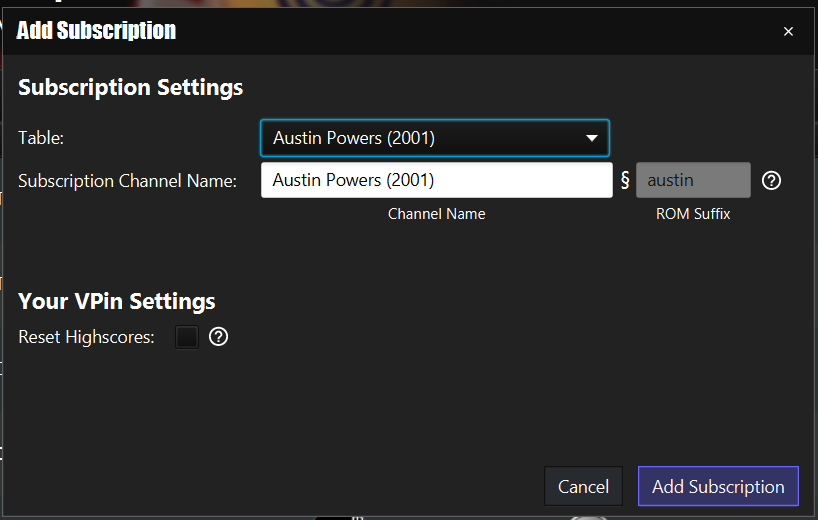 Add Subscription
Subscription Settings
Table: Austin Powers (2001)
Subscription Channel Name: Austin Powers (2001) § austin
Channel Name ROM Suffix
Your VPin Settings
Reset Highscores:
Cancel Add Subscription